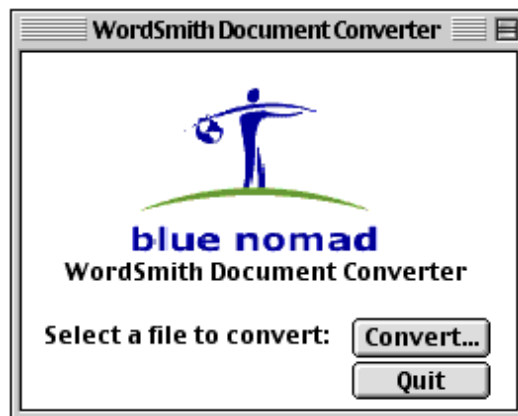 WordSmith Document Converter
blue nomad
WordSmith Document Converter
Select a file to convert: Convert...
Quit